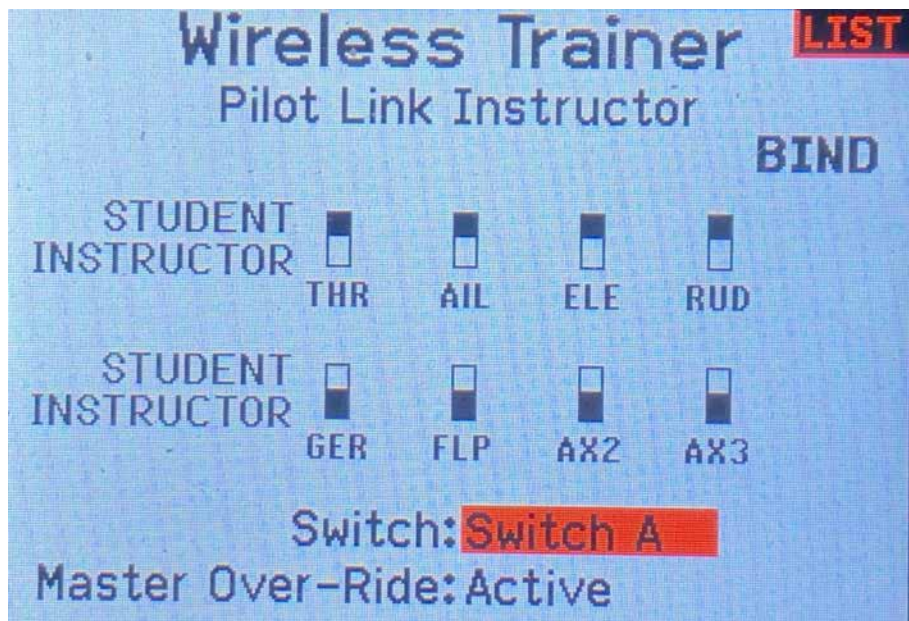 Wireless Trainer LIST
Pilot Link Instructor
BIND
STUDENT
INSTRUCTOR
THR AIL ELE RUD
STUDENT
INSTRUCTOR
GER FLP AX2 AX3
Switch: Switch A
Master Over-Ride: Active